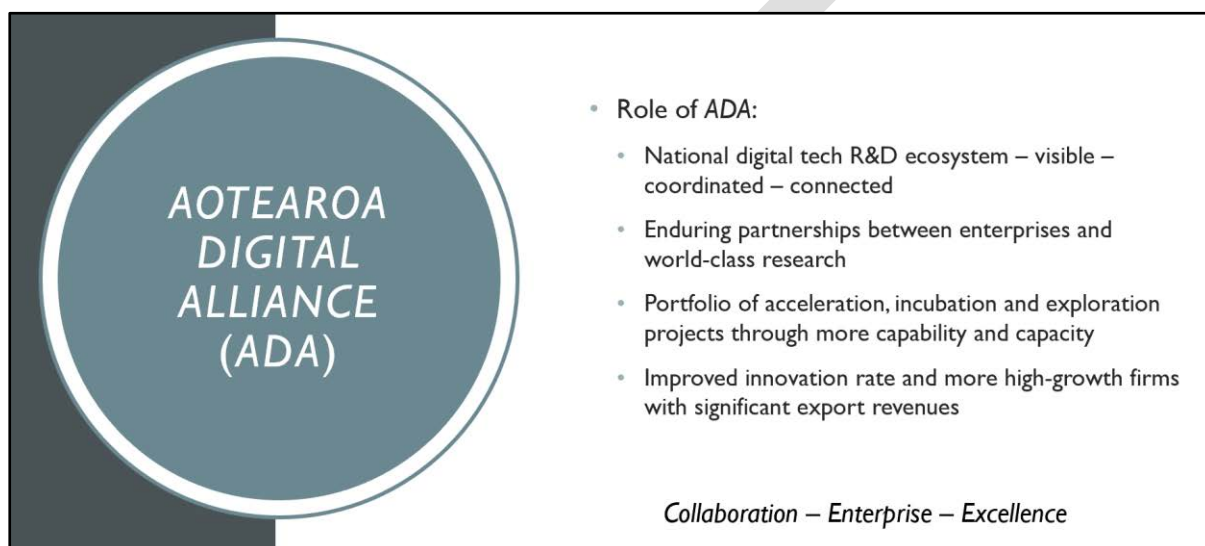 AOTEAROA
DIGITAL
ALLIANCE
(ADA)
• Role of ADA:
• National digital tech R&D ecosystem – visible –
coordinated – connected
• Enduring partnerships between enterprises and
world-class research
• Portfolio of acceleration, incubation and exploration
projects through more capability and capacity
• Improved innovation rate and more high-growth firms
with significant export revenues
Collaboration – Enterprise – Excellence